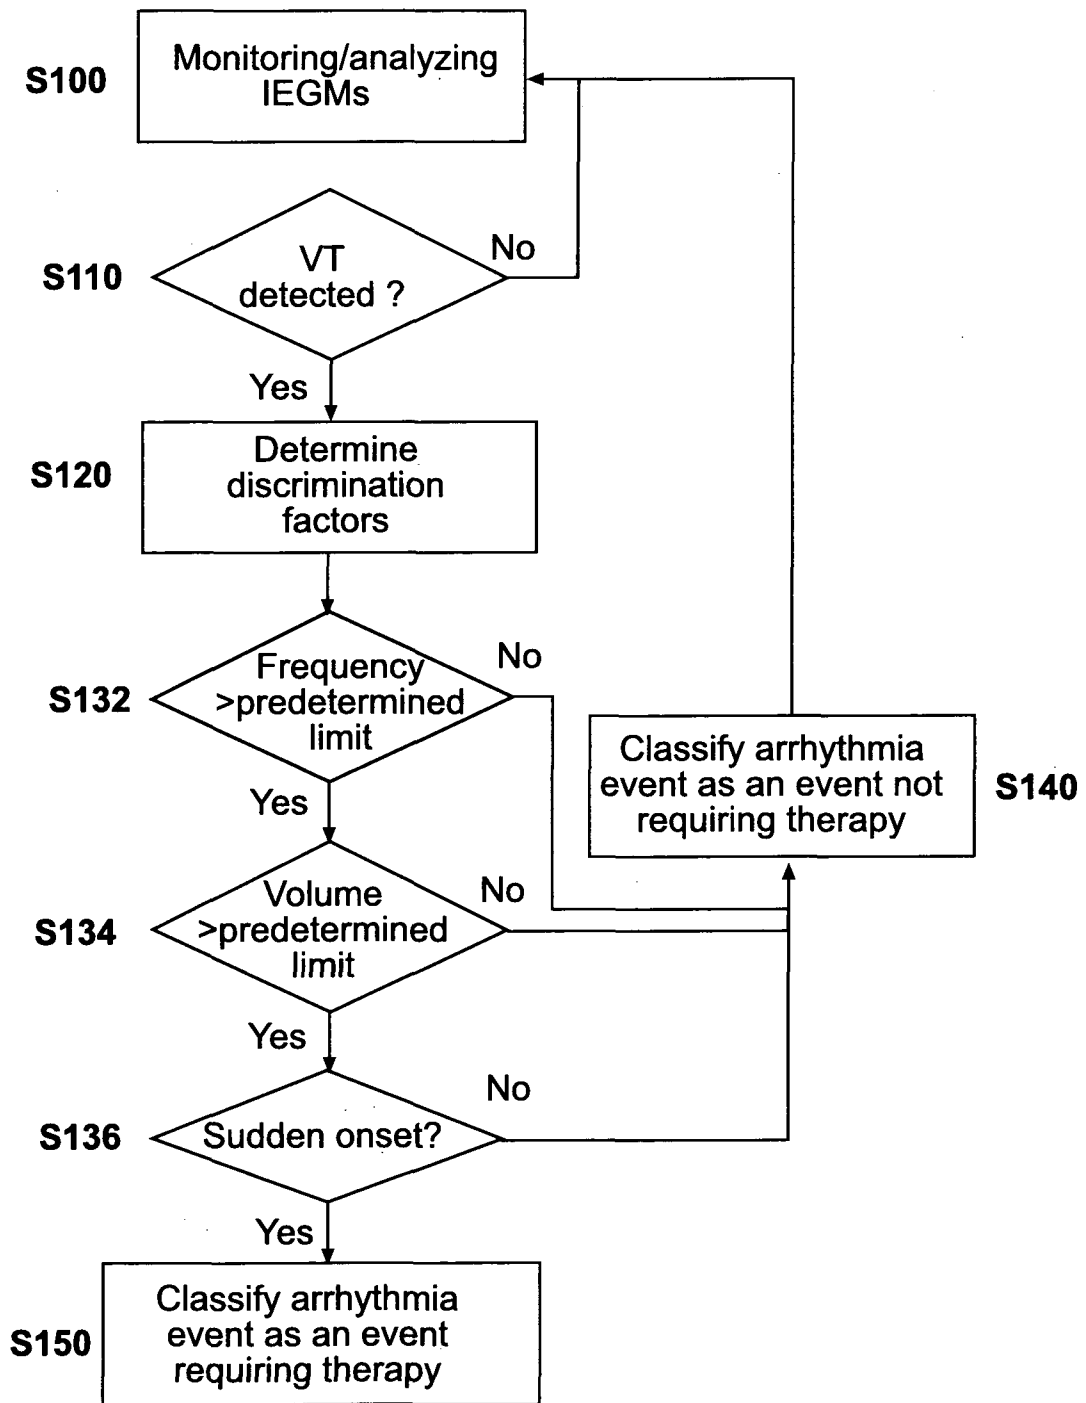 S100
Monitoring/analyzing
IEGMs
S110
VT
detected ?
No
Yes
S120
Determine
discrimination
factors
S132
Frequency
>predetermined
limit
No
Yes
Classify arrhythmia
event as an event not
requiring therapy
S140
S134
Volume
>predetermined
limit
No
Yes
S136
Sudden onset?
No
Yes
S150
Classify arrhythmia
event as an event
requiring therapy